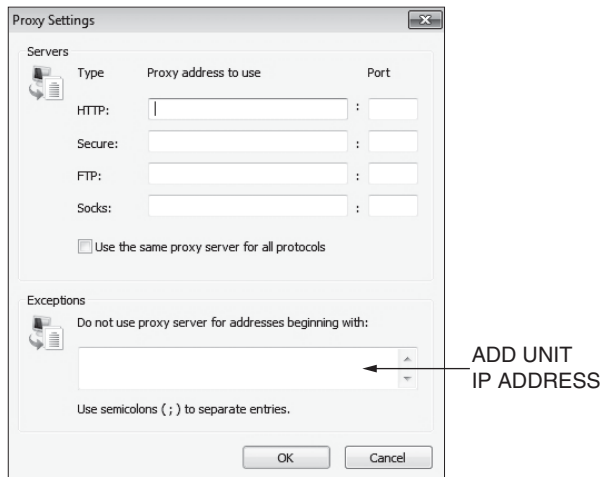 Proxy Settings
Servers
Type Proxy address to use Port
HTTP: :
Secure: :
FTP: :
Socks: :
Use the same proxy server for all protocols
Exceptions
Do not use proxy server for addresses beginning with:
ADD UNIT
IP ADDRESS
Use semicolons ( ; ) to separate entries.
OK Cancel